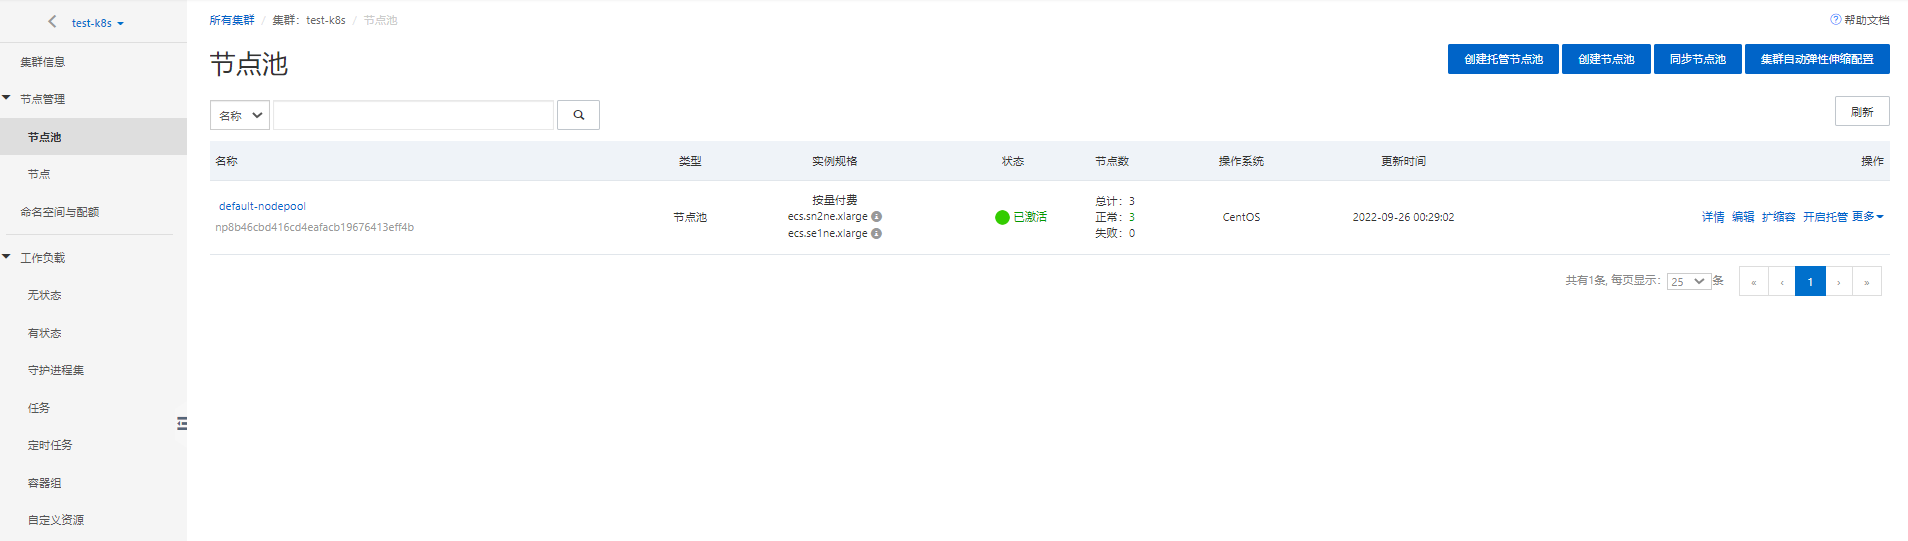 test-k8s
集群信息
节点管理
节点池
节点
命名空间与配额
工作负载
无状态
有状态
守护进程集
任务
定时任务
容器组
自定义资源
所有集群 / 集群：test-k8s / 节点池
帮助文档
节点池
创建托管节点池 创建节点池 同步节点池 集群自动弹性伸缩配置
名称
刷新
名称 类型 实例规格 状态 节点数 操作系统 更新时间 操作
default-nodepool
np8b46cbd416cd4eafacb19676413eff4b
节点池
按量付费
ecs.sn2ne.xlarge
ecs.se1ne.xlarge
已激活
总计：3
正常：3
失败：0
CentOS
2022-09-26 00:29:02
详情 编辑 扩缩容 开启托管 更多
共有1条, 每页显示： 25 条 « ‹ 1 › »